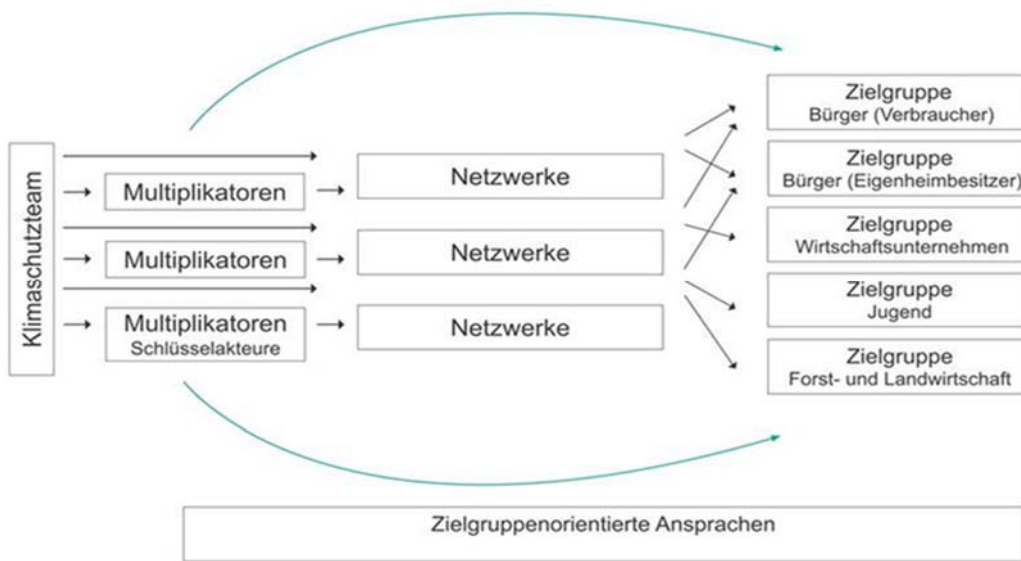 Klimaschutzteam
Multiplikatoren
Multiplikatoren
Multiplikatoren
Schlüsselakteure
Netzwerke
Netzwerke
Netzwerke
Zielgruppe
Bürger (Verbraucher)
Zielgruppe
Bürger (Eigenheimbesitzer)
Zielgruppe
Wirtschaftsunternehmen
Zielgruppe
Jugend
Zielgruppe
Forst- und Landwirtschaft
Zielgruppenorientierte Ansprachen